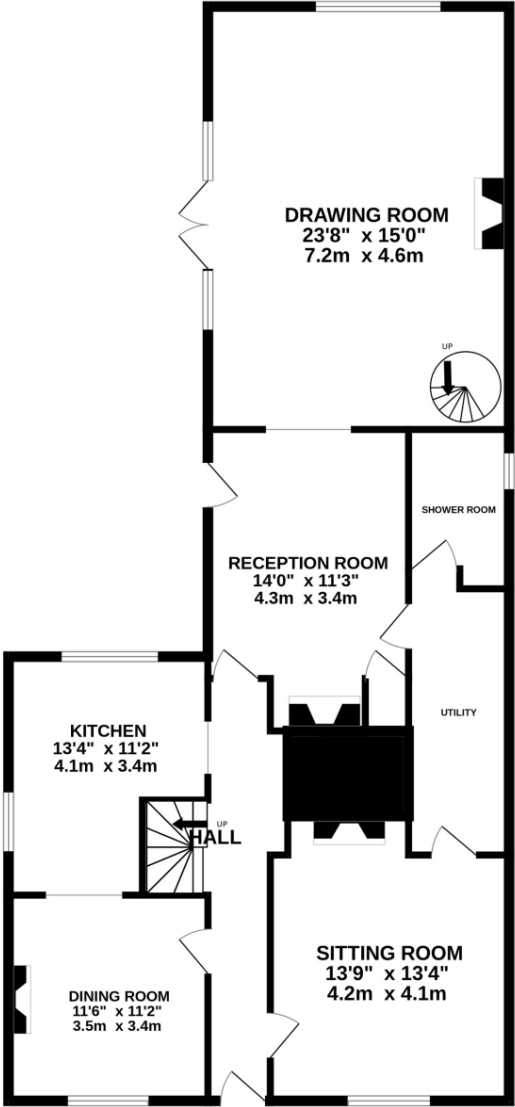 DRAWING ROOM
23'8" x 15'0"
7.2m x 4.6m
UP
SHOWER ROOM
RECEPTION ROOM
14'0" x 11'3"
4.3m x 3.4m
UTILITY
KITCHEN
13'4" x 11'2"
4.1m x 3.4m
UP
HALL
SITTING ROOM
13'9" x 13'4"
4.2m x 4.1m
DINING ROOM
11'6" x 11'2"
3.5m x 3.4m